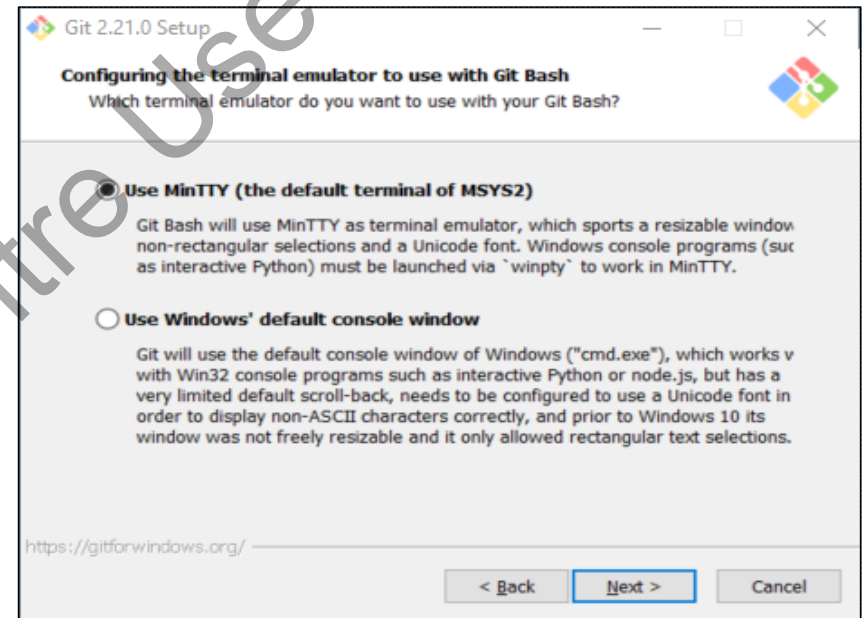 Git 2.21.0 Setup
Configuring the terminal emulator to use with Git Bash
Which terminal emulator do you want to use with your Git Bash?
Use MinTTY (the default terminal of MSYS2)
Git Bash will use MinTTY as terminal emulator, which sports a resizable window
non-rectangular selections and a Unicode font. Windows console programs (suc
as interactive Python) must be launched via `winpty` to work in MinTTY.
Use Windows' default console window
Git will use the default console window of Windows ("cmd.exe"), which works w
with Win32 console programs such as interactive Python or node.js, but has a
very limited default scroll-back, needs to be configured to use a Unicode font in
order to display non-ASCII characters correctly, and prior to Windows 10 its
window was not freely resizable and it only allowed rectangular text selections.
https://gitforwindows.org/
< Back
Next >
Cancel
tre Use